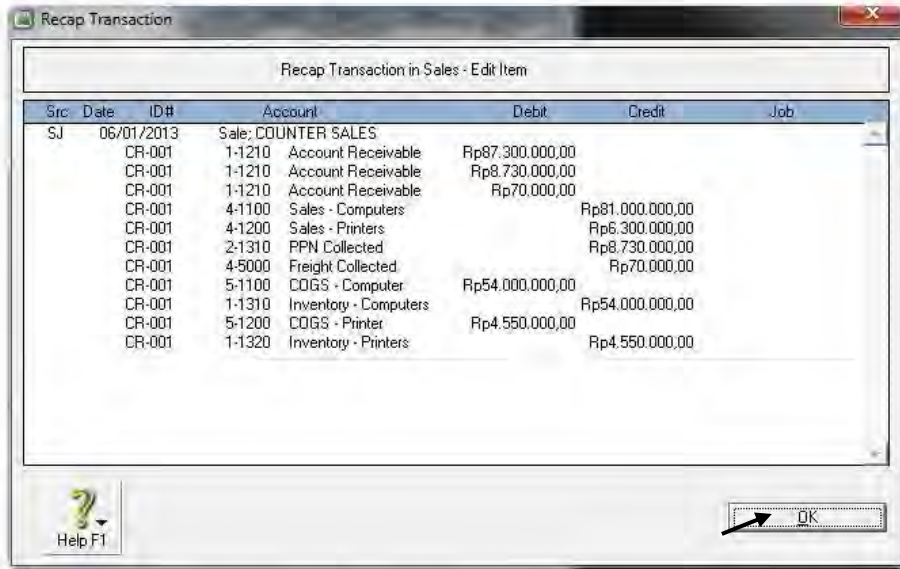 Recap Transaction
Recap Transaction in Sales - Edit Item
Src Date ID# Account Debit Credit Job
SJ 06/01/2013 Sale; COUNTER SALES
CR-001 1-1210 Account Receivable Rp87.300.000,00
CR-001 1-1210 Account Receivable Rp8.730.000,00
CR-001 1-1210 Account Receivable Rp70.000,00
CR-001 4-1100 Sales - Computers Rp81.000.000,00
CR-001 4-1200 Sales - Printers Rp6.300.000,00
CR-001 2-1310 PPN Collected Rp8.730.000,00
CR-001 4-5000 Freight Collected Rp70.000,00
CR-001 5-1100 COGS - Computer Rp54.000.000,00
CR-001 1-1310 Inventory - Computers Rp54.000.000,00
CR-001 5-1200 COGS - Printer Rp4.550.000,00
CR-001 1-1320 Inventory - Printers Rp4.550.000,00
Help F1
OK